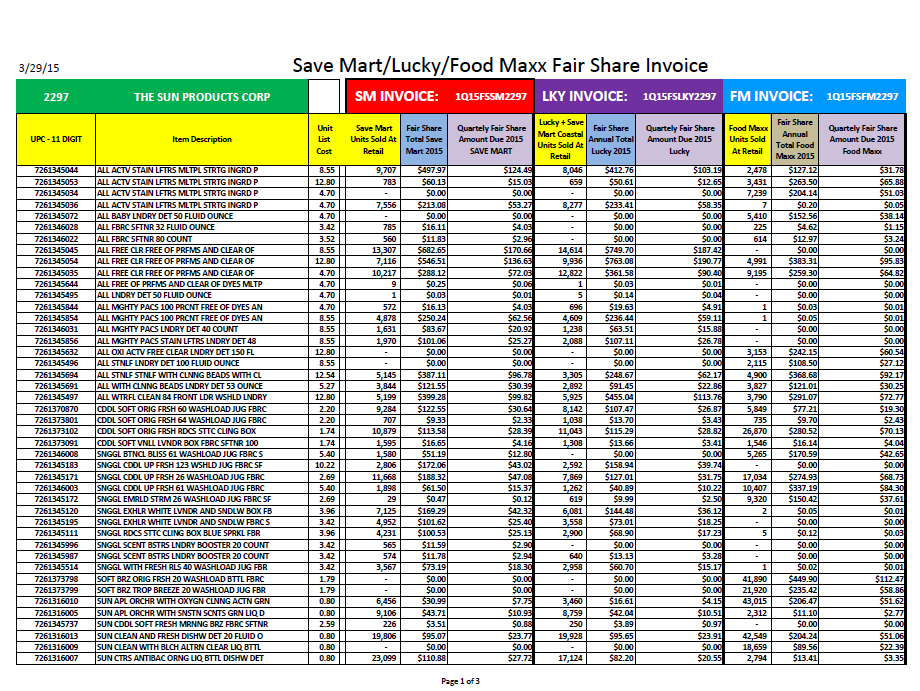 3/29/15 Save Mart/Lucky/Food Maxx Fair Share Invoice
2297 THE SUN PRODUCTS CORP SM INVOICE: 1Q15FSSM2297 LKY INVOICE: 1Q15FSLKY2297 FM INVOICE: 1Q15FSFM2297
UPC - 11 DIGIT Item Description Unit List Cost Save Mart Units Sold At Retail Fair Share Total Save Mart 2015 Quartely Fair Share Amount Due 2015 SAVE MART Lucky + Save Mart Coastal Units Sold At Retail Fair Share Annual Total Lucky 2015 Quartely Fair Share Amount Due 2015 Lucky Food Maxx Units Sold At Retail Fair Share Annual Total Food Maxx 2015 Quartely Fair Share Amount Due 2015 Food Maxx
7261345044 ALL ACTV STAIN LFTRS MLTPL STRTG INGRD P 8.55 9,707 $497.97 $124.49 8,046 $412.76 $103.19 2,478 $127.12 $31.78
7261345053 ALL ACTV STAIN LFTRS MLTPL STRTG INGRD P 12.80 783 $60.13 $15.03 659 $50.61 $12.65 3,431 $263.50 $65.88
7261345034 ALL ACTV STAIN LFTRS MLTPL STRTG INGRD P 4.70 - $0.00 $0.00 - $0.00 $0.00 7,239 $204.14 $51.03
7261345036 ALL ACTV STAIN LFTRS MLTPL STRTG INGRD P 4.70 7,556 $213.08 $53.27 8,277 $233.41 $58.35 7 $0.20 $0.05
7261345072 ALL BABY LNDRY DET 50 FLUID OUNCE 4.70 - $0.00 $0.00 - $0.00 $0.00 5,410 $152.56 $38.14
7261346028 ALL FBRC SFTNR 32 FLUID OUNCE 3.42 785 $16.11 $4.03 - $0.00 $0.00 225 $4.62 $1.15
7261346022 ALL FBRC SFTNR 80 COUNT 3.52 560 $11.83 $2.96 - $0.00 $0.00 614 $12.97 $3.24
7261345045 ALL FREE CLR FREE OF PRFMS AND CLEAR OF 8.55 13,307 $682.65 $170.66 14,614 $749.70 $187.42 - $0.00 $0.00
7261345054 ALL FREE CLR FREE OF PRFMS AND CLEAR OF 12.80 7,116 $546.51 $136.63 9,936 $763.08 $190.77 4,991 $383.31 $95.83
7261345035 ALL FREE CLR FREE OF PRFMS AND CLEAR OF 4.70 10,217 $288.12 $72.03 12,822 $361.58 $90.40 9,195 $259.30 $64.82
7261345644 ALL FREE OF PRFMS AND CLEAR OF DYES MLTP 4.70 9 $0.25 $0.06 1 $0.03 $0.01 - $0.00 $0.00
7261345495 ALL LNDRY DET 50 FLUID OUNCE 4.70 1 $0.03 $0.01 5 $0.14 $0.04 - $0.00 $0.00
7261345844 ALL MGHTY PACS 100 PRCNT FREE OF DYES AN 4.70 572 $16.13 $4.03 696 $19.63 $4.91 1 $0.03 $0.01
7261345854 ALL MGHTY PACS 100 PRCNT FREE OF DYES AN 8.55 4,878 $250.24 $62.56 4,609 $236.44 $59.11 1 $0.05 $0.01
7261346031 ALL MGHTY PACS LNDRY DET 40 COUNT 8.55 1,631 $83.67 $20.92 1,238 $63.51 $15.88 - $0.00 $0.00
7261345856 ALL MGHTY PACS STAIN LFTRS LNDRY DET 48 8.55 1,970 $101.06 $25.27 2,088 $107.11 $26.78 - $0.00 $0.00
7261345632 ALL OXI ACTV FREE CLEAR LNDRY DET 150 FL 12.80 - $0.00 $0.00 - $0.00 $0.00 3,153 $242.15 $60.54
7261345496 ALL STNLF LNDRY DET 100 FLUID OUNCE 8.55 - $0.00 $0.00 - $0.00 $0.00 2,115 $108.50 $27.12
7261345694 ALL STNLF STNLF WITH CLNNG BEADS WITH CL 12.54 5,145 $387.11 $96.78 3,305 $248.67 $62.17 4,900 $368.68 $92.17
7261345691 ALL WITH CLNNG BEADS LNDRY DET 53 OUNCE 5.27 3,844 $121.55 $30.39 2,892 $91.45 $22.86 3,827 $121.01 $30.25
7261345497 ALL WTRFL CLEAN 84 FRONT LDR WSHLD LNDRY 12.80 5,199 $399.28 $99.82 5,925 $455.04 $113.76 3,790 $291.07 $72.77
7261370870 CDDL SOFT ORIG FRSH 60 WASHLOAD JUG FBRC 2.20 9,284 $122.55 $30.64 8,142 $107.47 $26.87 5,849 $77.21 $19.30
7261373801 CDDL SOFT ORIG FRSH 64 WASHLOAD JUG FBRC 2.20 707 $9.33 $2.33 1,038 $13.70 $3.43 735 $9.70 $2.43
7261373102 CDDL SOFT ORIG FRSH RDCS STTC CLING BOX 1.74 10,879 $113.58 $28.39 11,043 $115.29 $28.82 26,870 $280.52 $70.13
7261373091 CDDL SOFT VNLL LVNDR BOX FBRC SFTNR 100 1.74 1,595 $16.65 $4.16 1,308 $13.66 $3.41 1,546 $16.14 $4.04
7261346008 SNGGL BTNCL BLISS 61 WASHLOAD JUG FBRC S 5.40 1,580 $51.19 $12.80 - $0.00 $0.00 5,265 $170.59 $42.65
7261345183 SNGGL CDDL UP FRSH 123 WSHLD JUG FBRC SF 10.22 2,806 $172.06 $43.02 2,592 $158.94 $39.74 - $0.00 $0.00
7261345171 SNGGL CDDL UP FRSH 26 WASHLOAD JUG FBRC 2.69 11,668 $188.32 $47.08 7,869 $127.01 $31.75 17,034 $274.93 $68.73
7261346003 SNGGL CDDL UP FRSH 61 WASHLOAD JUG FBRC 5.40 1,898 $61.50 $15.37 1,262 $40.89 $10.22 10,407 $337.19 $84.30
7261345172 SNGGL EMRLD STRM 26 WASHLOAD JUG FBRC SF 2.69 29 $0.47 $0.12 619 $9.99 $2.50 9,320 $150.42 $37.61
7261345120 SNGGL EXHLR WHITE LVNDR AND SNDLW BOX FB 3.96 7,125 $169.29 $42.32 6,081 $144.48 $36.12 2 $0.05 $0.01
7261345195 SNGGL EXHLR WHITE LVNDR AND SNDLW FBRC S 3.42 4,952 $101.62 $25.40 3,558 $73.01 $18.25 - $0.00 $0.00
7261345111 SNGGL RDCS STTC CLING BOX BLUE SPRKL FBR 3.96 4,231 $100.53 $25.13 2,900 $68.90 $17.23 5 $0.12 $0.03
7261345996 SNGGL SCENT BSTRS LNDRY BOOSTER 20 COUNT 3.42 565 $11.59 $2.90 - $0.00 $0.00 - $0.00 $0.00
7261345987 SNGGL SCENT BSTRS LNDRY BOOSTER 20 COUNT 3.42 574 $11.78 $2.94 640 $13.13 $3.28 - $0.00 $0.00
7261345514 SNGGL WITH FRESH RLS 40 WASHLOAD JUG FBR 3.42 3,567 $73.19 $18.30 2,958 $60.70 $15.17 1 $0.02 $0.01
7261373798 SOFT BRZ ORIG FRSH 20 WASHLOAD BTTL FBRC 1.79 - $0.00 $0.00 - $0.00 $0.00 41,890 $449.90 $112.47
7261373799 SOFT BRZ TROP BREEZE 20 WASHLOAD JUG FBR 1.79 - $0.00 $0.00 - $0.00 $0.00 21,920 $235.42 $58.86
7261316010 SUN APL ORCHR WITH OXYGN CLNNG ACTN GRN 0.80 6,456 $30.99 $7.75 3,460 $16.61 $4.15 43,015 $206.47 $51.62
7261316005 SUN APL ORCHR WITH SNSTN SCNTS GRN LIQ D 0.80 9,106 $43.71 $10.93 8,759 $42.04 $10.51 2,312 $11.10 $2.77
7261345737 SUN CDDL SOFT FRESH MRNNG BRZ FBRC SFTNR 2.59 226 $3.51 $0.88 250 $3.89 $0.97 - $0.00 $0.00
7261316013 SUN CLEAN AND FRESH DISHW DET 20 FLUID O 0.80 19,806 $95.07 $23.77 19,928 $95.65 $23.91 42,549 $204.24 $51.06
7261316009 SUN CLEAN WITH BLCH ALTRN CLEAR LIQ BTTL 0.80 - $0.00 $0.00 - $0.00 $0.00 18,659 $89.56 $22.39
7261316007 SUN CTRS ANTIBAC ORNG LIQ BTTL DISHW DET 0.80 23,099 $110.88 $27.72 17,124 $82.20 $20.55 2,794 $13.41 $3.35
Page 1 of 3